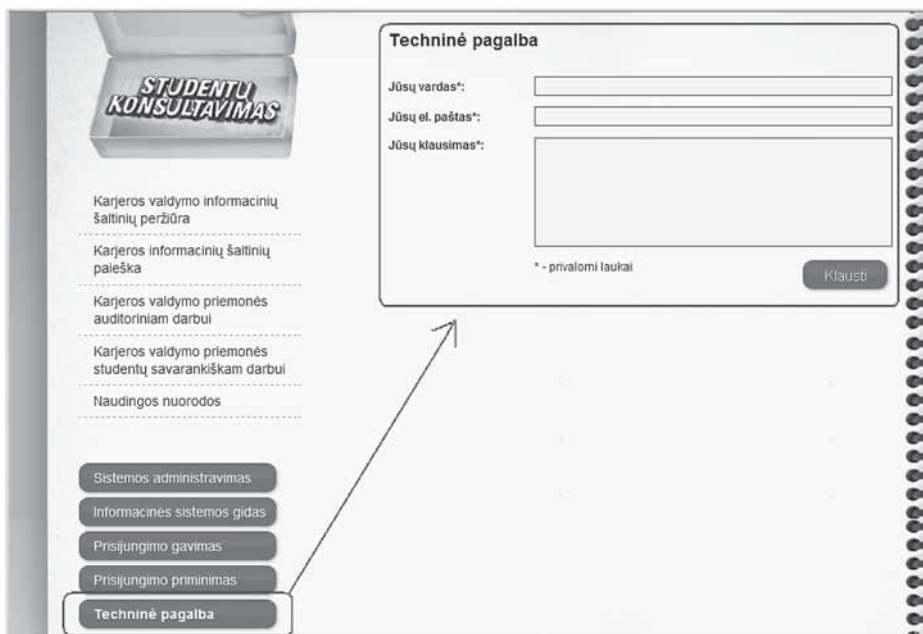 STUDENTŲ
KONSULTAVIMAS
Karjeros valdymo informacinių
šaltinių peržiūra
Karjeros informacinių šaltinių
paieška
Karjeros valdymo priemonės
auditoriniam darbui
Karjeros valdymo priemonės
studentų savarankiškam darbui
Naudingos nuorodos
Sistemos administravimas
Informacinės sistemos gidas
Prisijungimo gavimas
Prisijungimo priminimas
Techninė pagalba
Techninė pagalba
Jūsų vardas*:
Jūsų el. paštas*:
Jūsų klausimas*:
* - privalomi laukai
Klausti